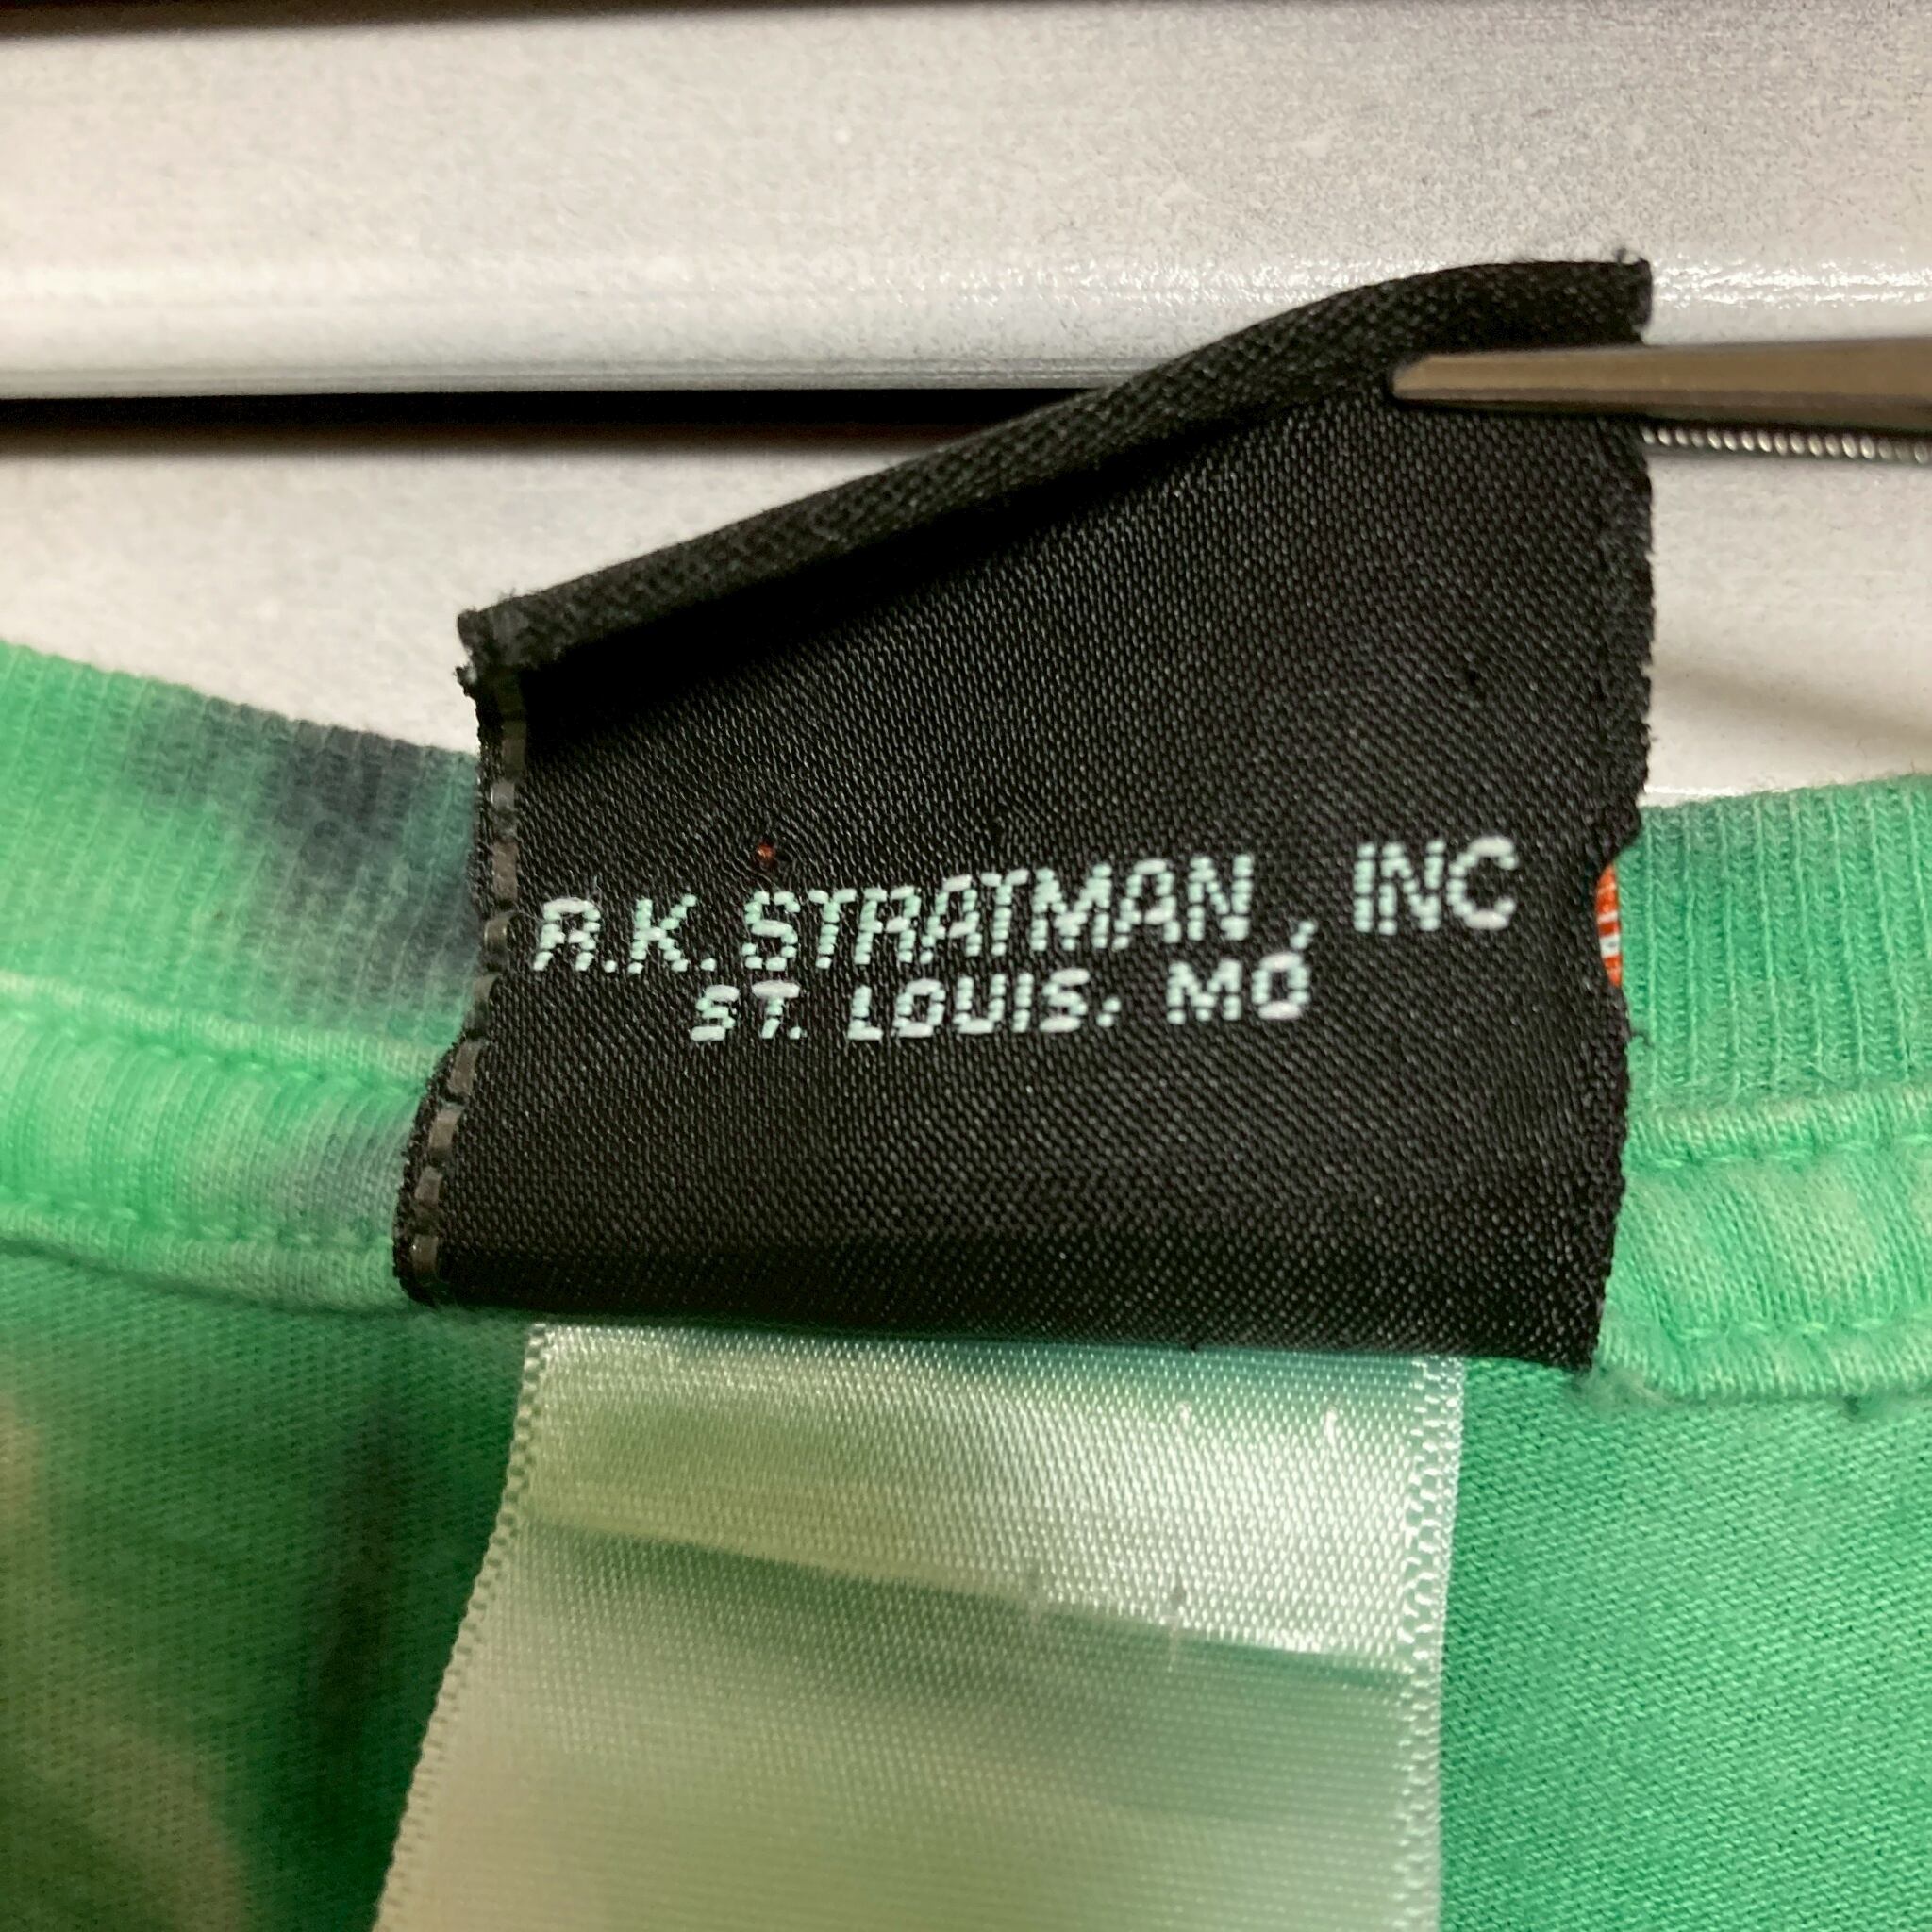 R.K. STRATMAN, INC
ST. LOUIS, MO